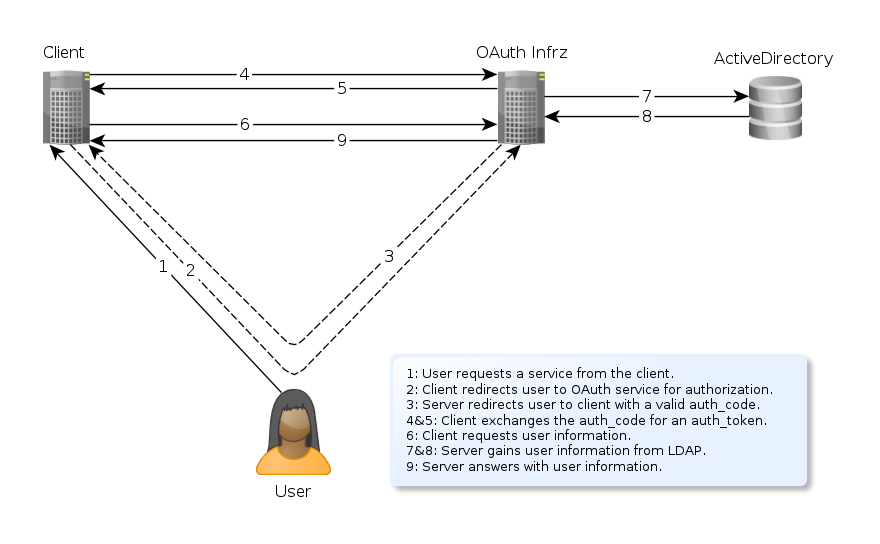 Client
OAuth Infrz
ActiveDirectory
4
5
7
8
6
9
3
1
2
1: User requests a service from the client.
2: Client redirects user to OAuth service for authorization.
3: Server redirects user to client with a valid auth_code.
4&5: Client exchanges the auth_code for an auth_token.
6: Client requests user information.
7&8: Server gains user information from LDAP.
9: Server answers with user information.
User